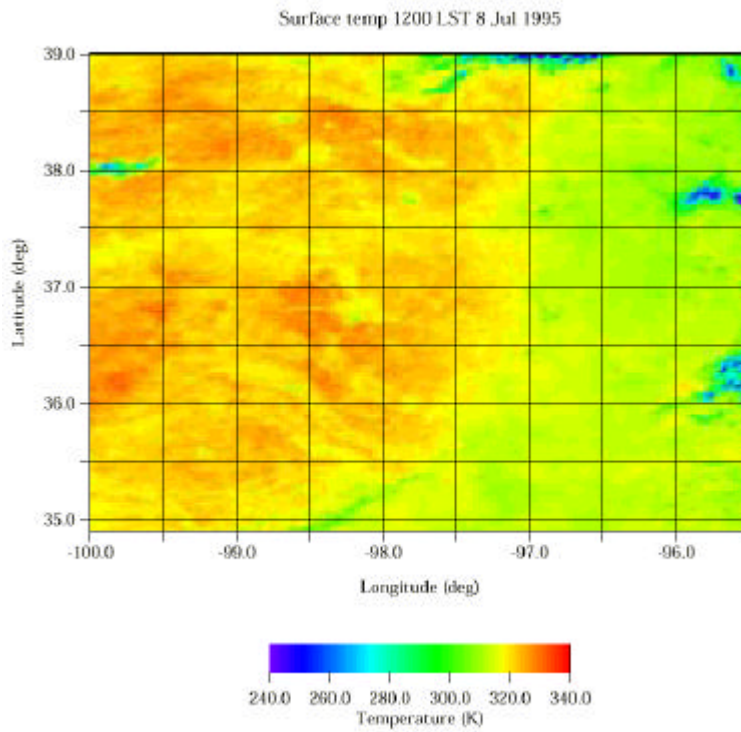 Surface temp 1200 LST 8 Jul 1995
39.0
38.0
37.0
36.0
35.0
Latitude (deg)
-100.0 -99.0 -98.0 -97.0 -96.0
Longitude (deg)
240.0 260.0 280.0 300.0 320.0 340.0
Temperature (K)